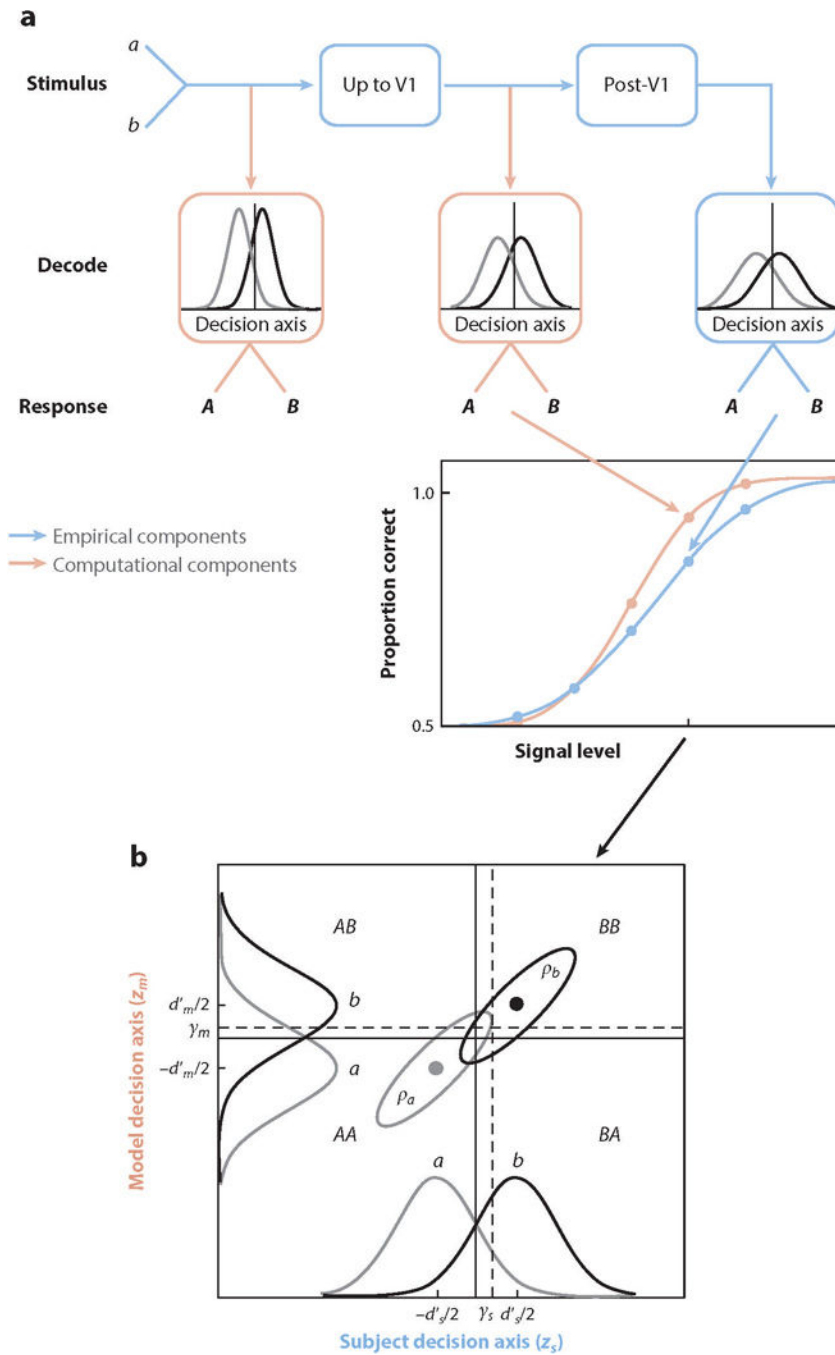 a
a
Stimulus
Up to V1
Post-V1
b
Decode
Decision axis
Decision axis
Decision axis
Response
A
B
A
B
A
B
1.0
Empirical components
Computational components
Proportion correct
0.5
Signal level
b
AB
BB
ρb
d′m/2
b
γm
−d′m/2
a
ρa
AA
BA
a
b
Model decision axis (zm)
−d′s/2
γs
d′s/2
Subject decision axis (zs)